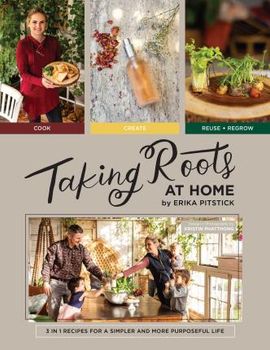 COOK
CREATE
REUSE + REGROW
Taking Roots
AT HOME
by ERIKA PITSTICK
KRISTIN PHATTHONG
3 IN 1 RECIPES FOR A SIMPLER AND MORE PURPOSEFUL LIFE